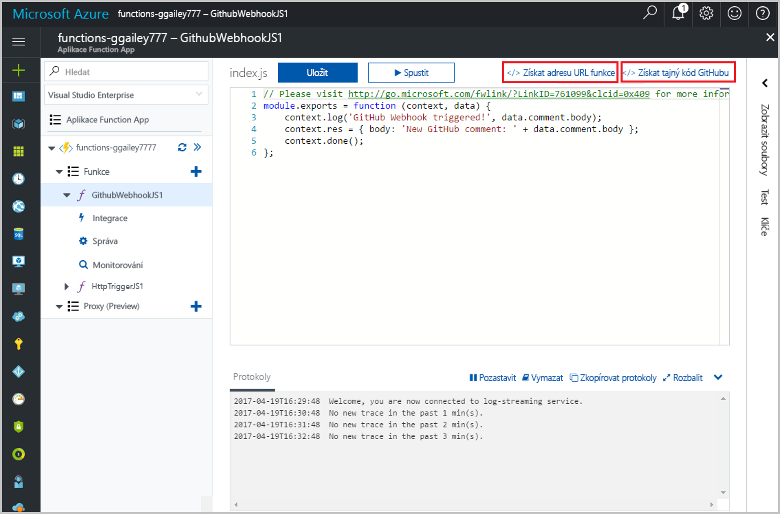 Microsoft Azure functions-ggailey777 – GithubWebhookJS1
1
functions-ggailey777 – GithubWebhookJS1
Aplikace Function App
Hledat
Visual Studio Enterprise
Aplikace Function App
functions-ggailey7777
Funkce
GithubWebhookJS1
Integrace
Správa
Monitorování
HttpTriggerJS1
Proxy (Preview)
index.js
Uložit
Spustit
</> Získat adresu URL funkce
</> Získat tajný kód GitHubu
1 // Please visit http://go.microsoft.com/fwlink/?LinkID=761099&clcid=0x409 for more infor
2 module.exports = function (context, data) {
3 context.log('GitHub Webhook triggered!', data.comment.body);
4 context.res = { body: 'New GitHub comment: ' + data.comment.body };
5 context.done();
6 };
Zobrazit soubory
Test
Klíče
Protokoly
Pozastavit
Vymazat
Zkopírovat protokoly
Rozbalit
2017-04-19T16:29:48 Welcome, you are now connected to log-streaming service.
2017-04-19T16:30:48 No new trace in the past 1 min(s).
2017-04-19T16:31:48 No new trace in the past 2 min(s).
2017-04-19T16:32:48 No new trace in the past 3 min(s).